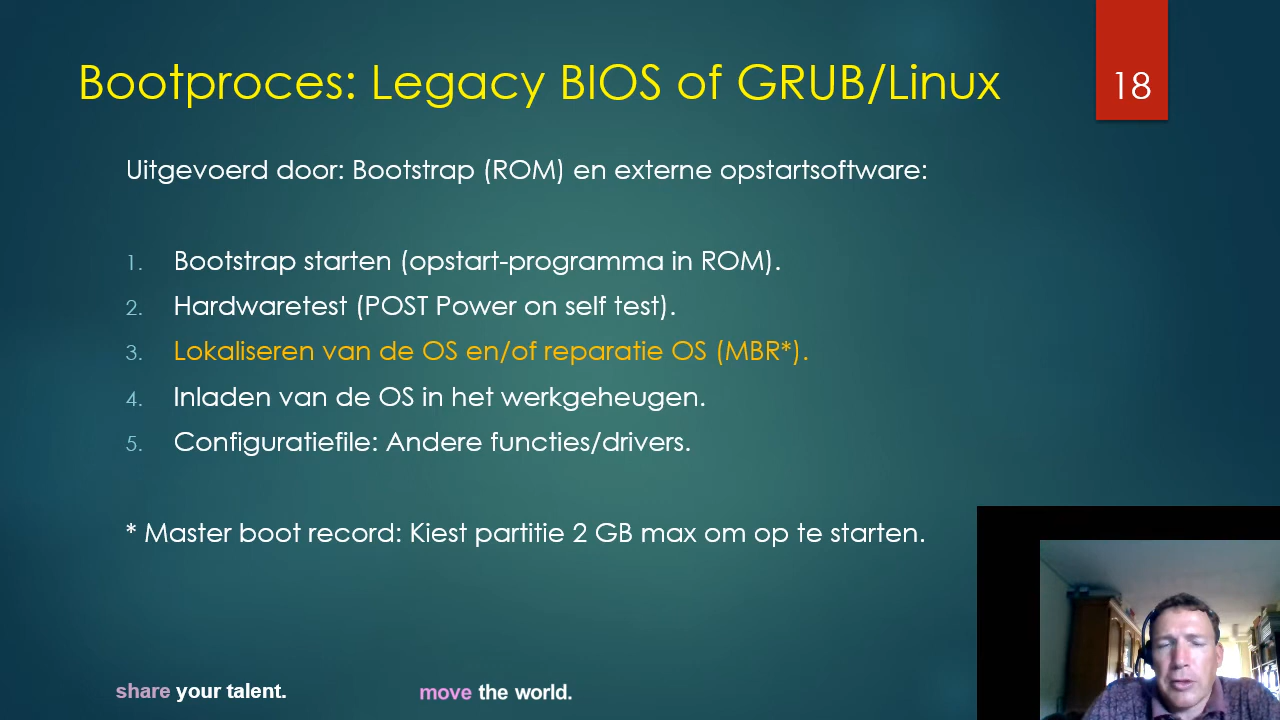 Bootproces: Legacy BIOS of GRUB/Linux
18
Uitgevoerd door: Bootstrap (ROM) en externe opstartsoftware:
1. Bootstrap starten (opstart-programma in ROM).
2. Hardwaretest (POST Power on self test).
3. Lokaliseren van de OS en/of reparatie OS (MBR*).
4. Inladen van de OS in het werkgeheugen.
5. Configuratiefile: Andere functies/drivers.
* Master boot record: Kiest partitie 2 GB max om op te starten.
share your talent. move the world.